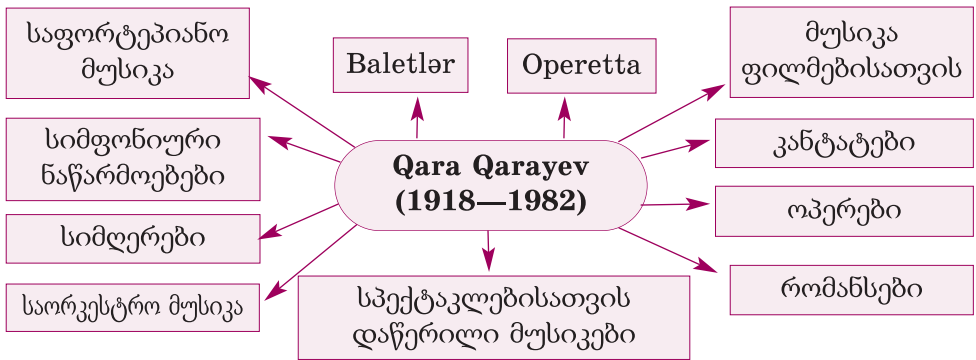 საფორტეპიანო
მუსიკა
Baletlər
Operetta
მუსიკა
ფილმებისათვის
სიმფონიური
ნაწარმოებები
Qara Qarayev
(1918—1982)
კანტატები
სიმღერები
ოპერები
საორკესტრო მუსიკა
სპექტაკლებისათვის
დაწერილი მუსიკები
რომანსები